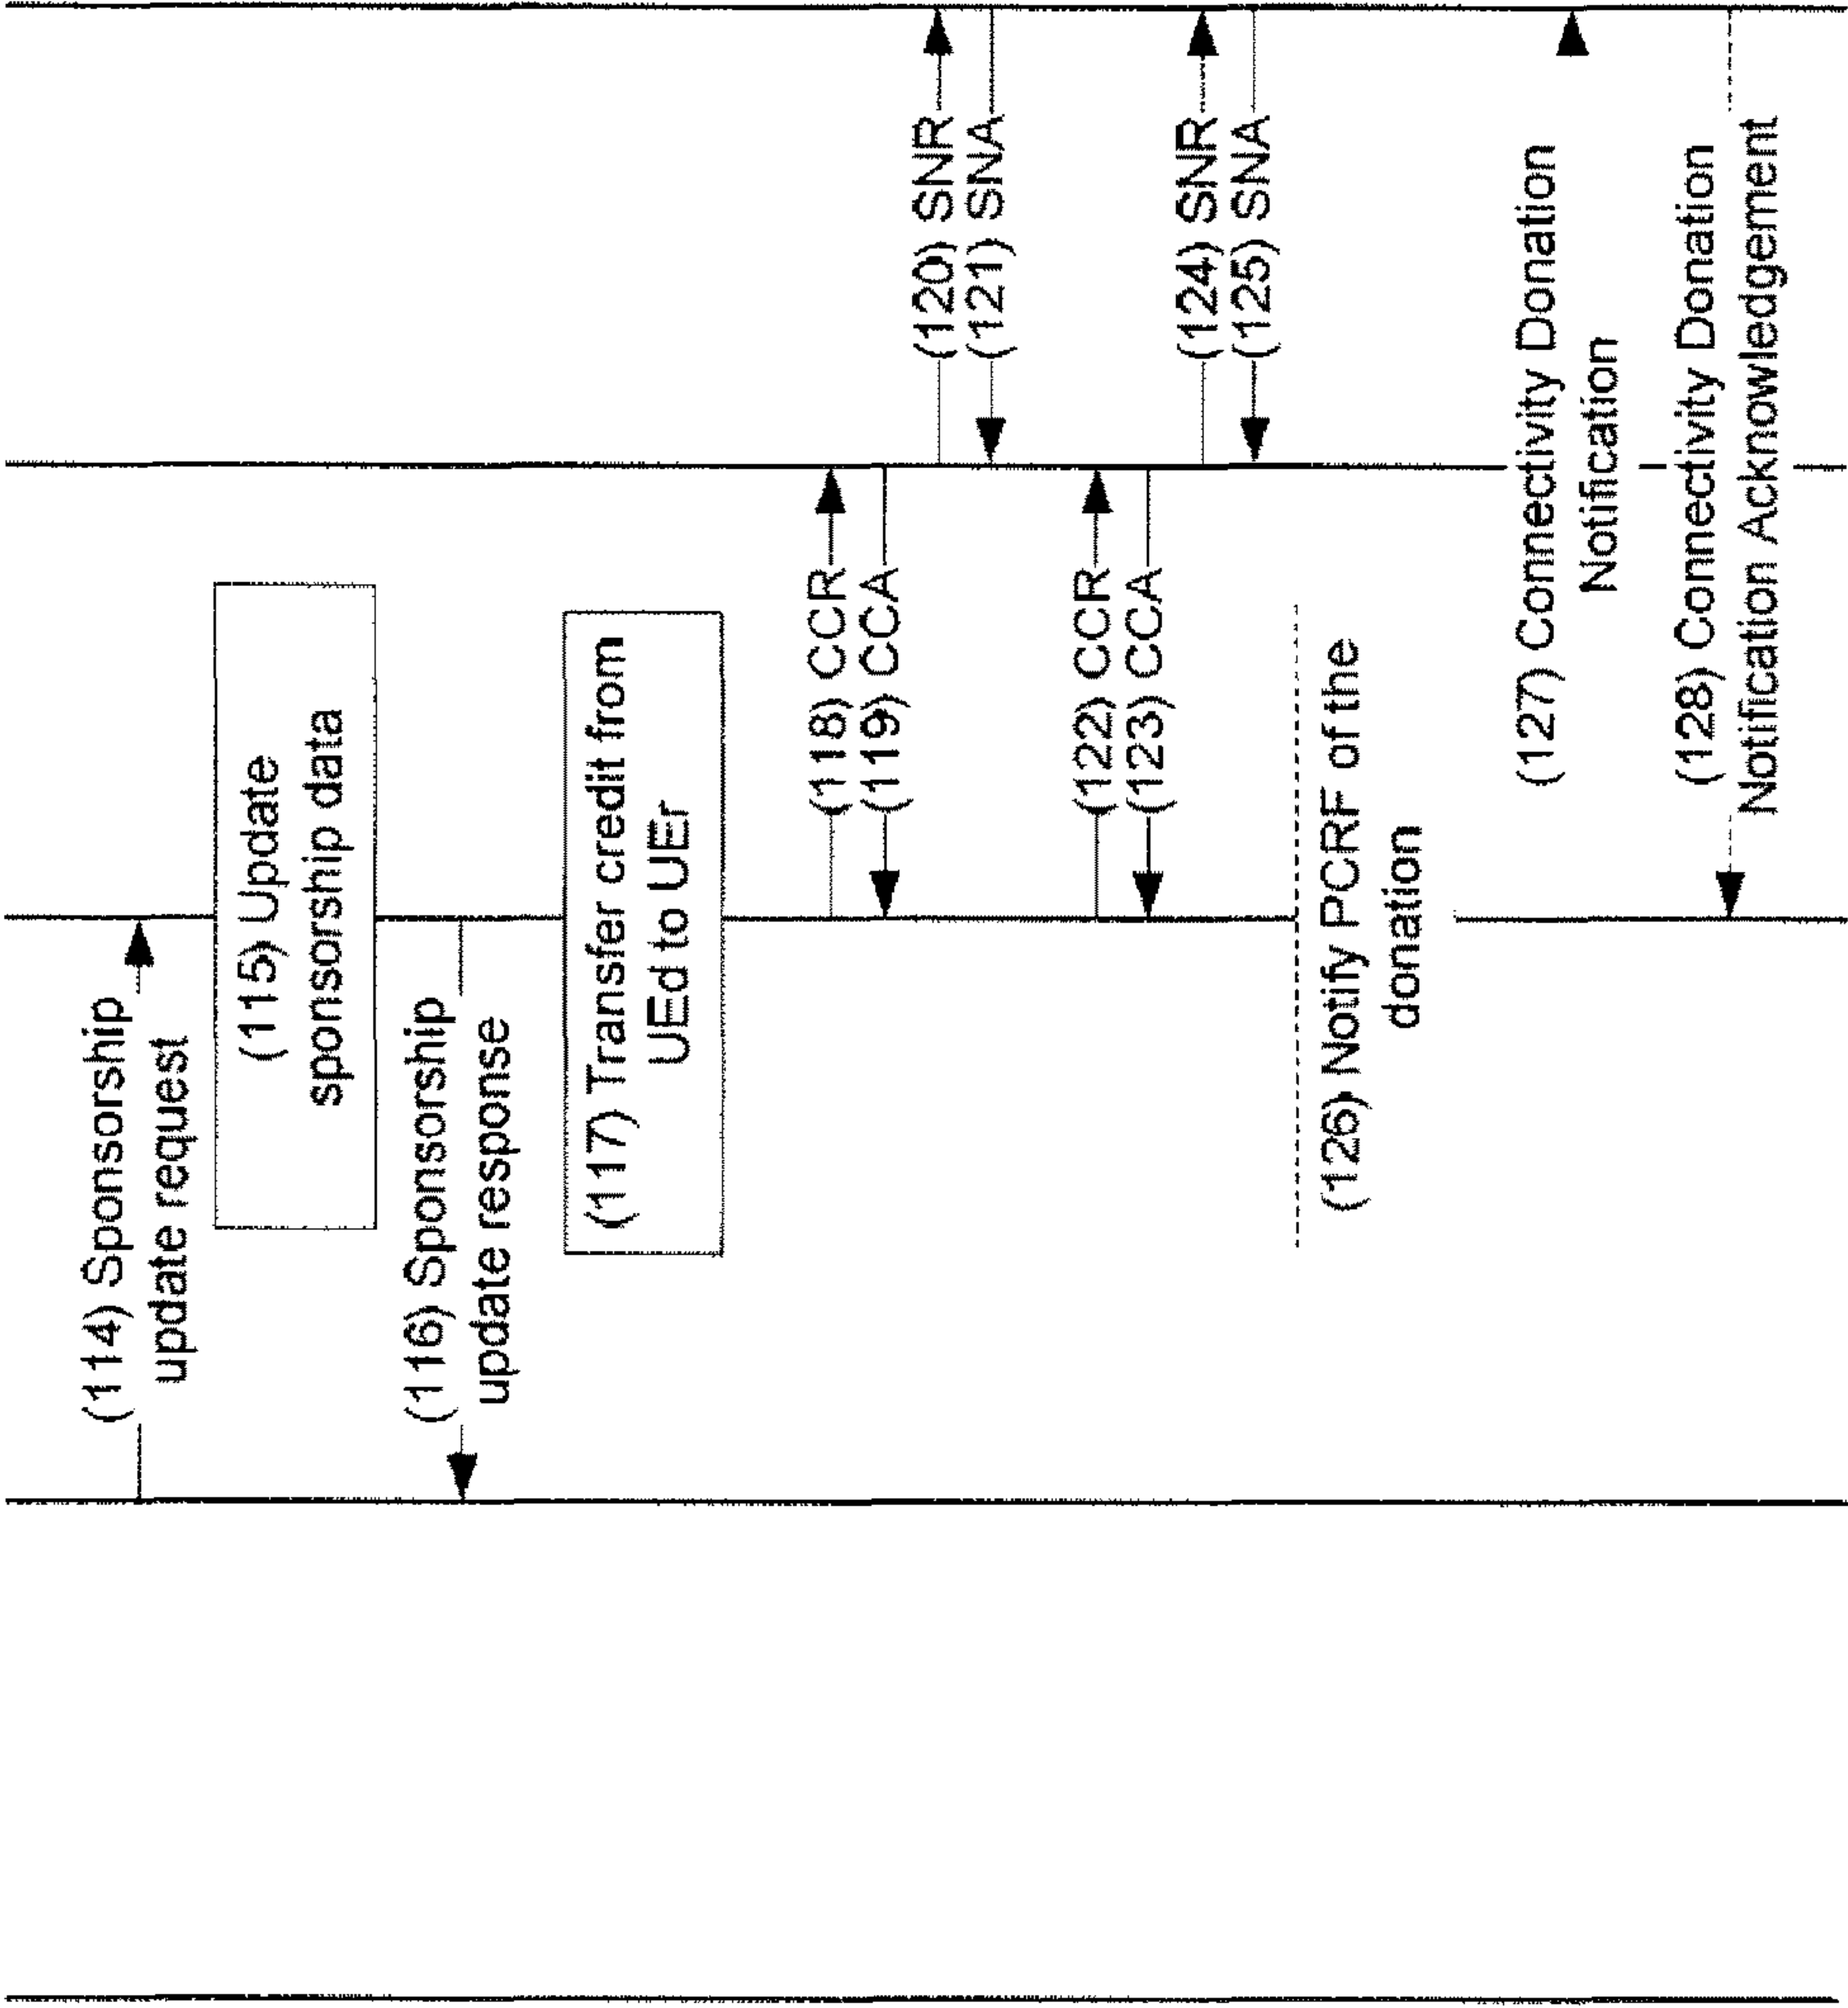 (114) Sponsorship
update request
(115) Update
sponsorship data
(116) Sponsorship
update response
(117) Transfer credit from
UEd to UEr
(118) CCR
(119) CCA
(120) SNR
(121) SNA
(122) CCR
(123) CCA
(124) SNR
(125) SNA
(126) Notify PCRF of the
donation
(127) Connectivity Donation
Notification
(128) Connectivity Donation
Notification Acknowledgement